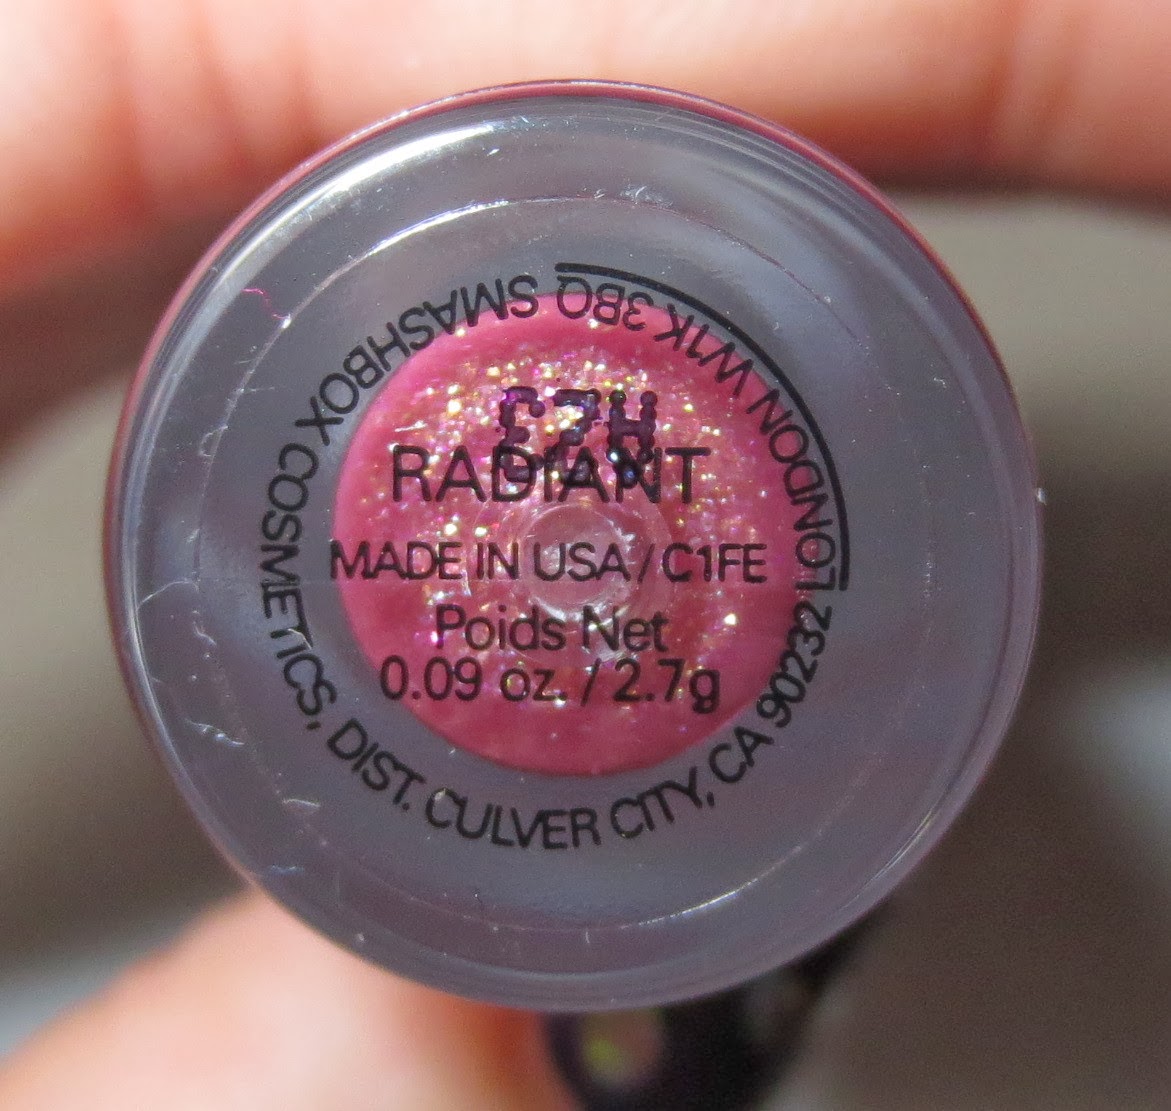 RADIANT
MADE IN USA / C1FE
Poids Net
0.09 oz. / 2.7g
SMASHBOX COSMETICS, DIST. CULVER CITY, CA 90232 LONDON W1K 3BQ